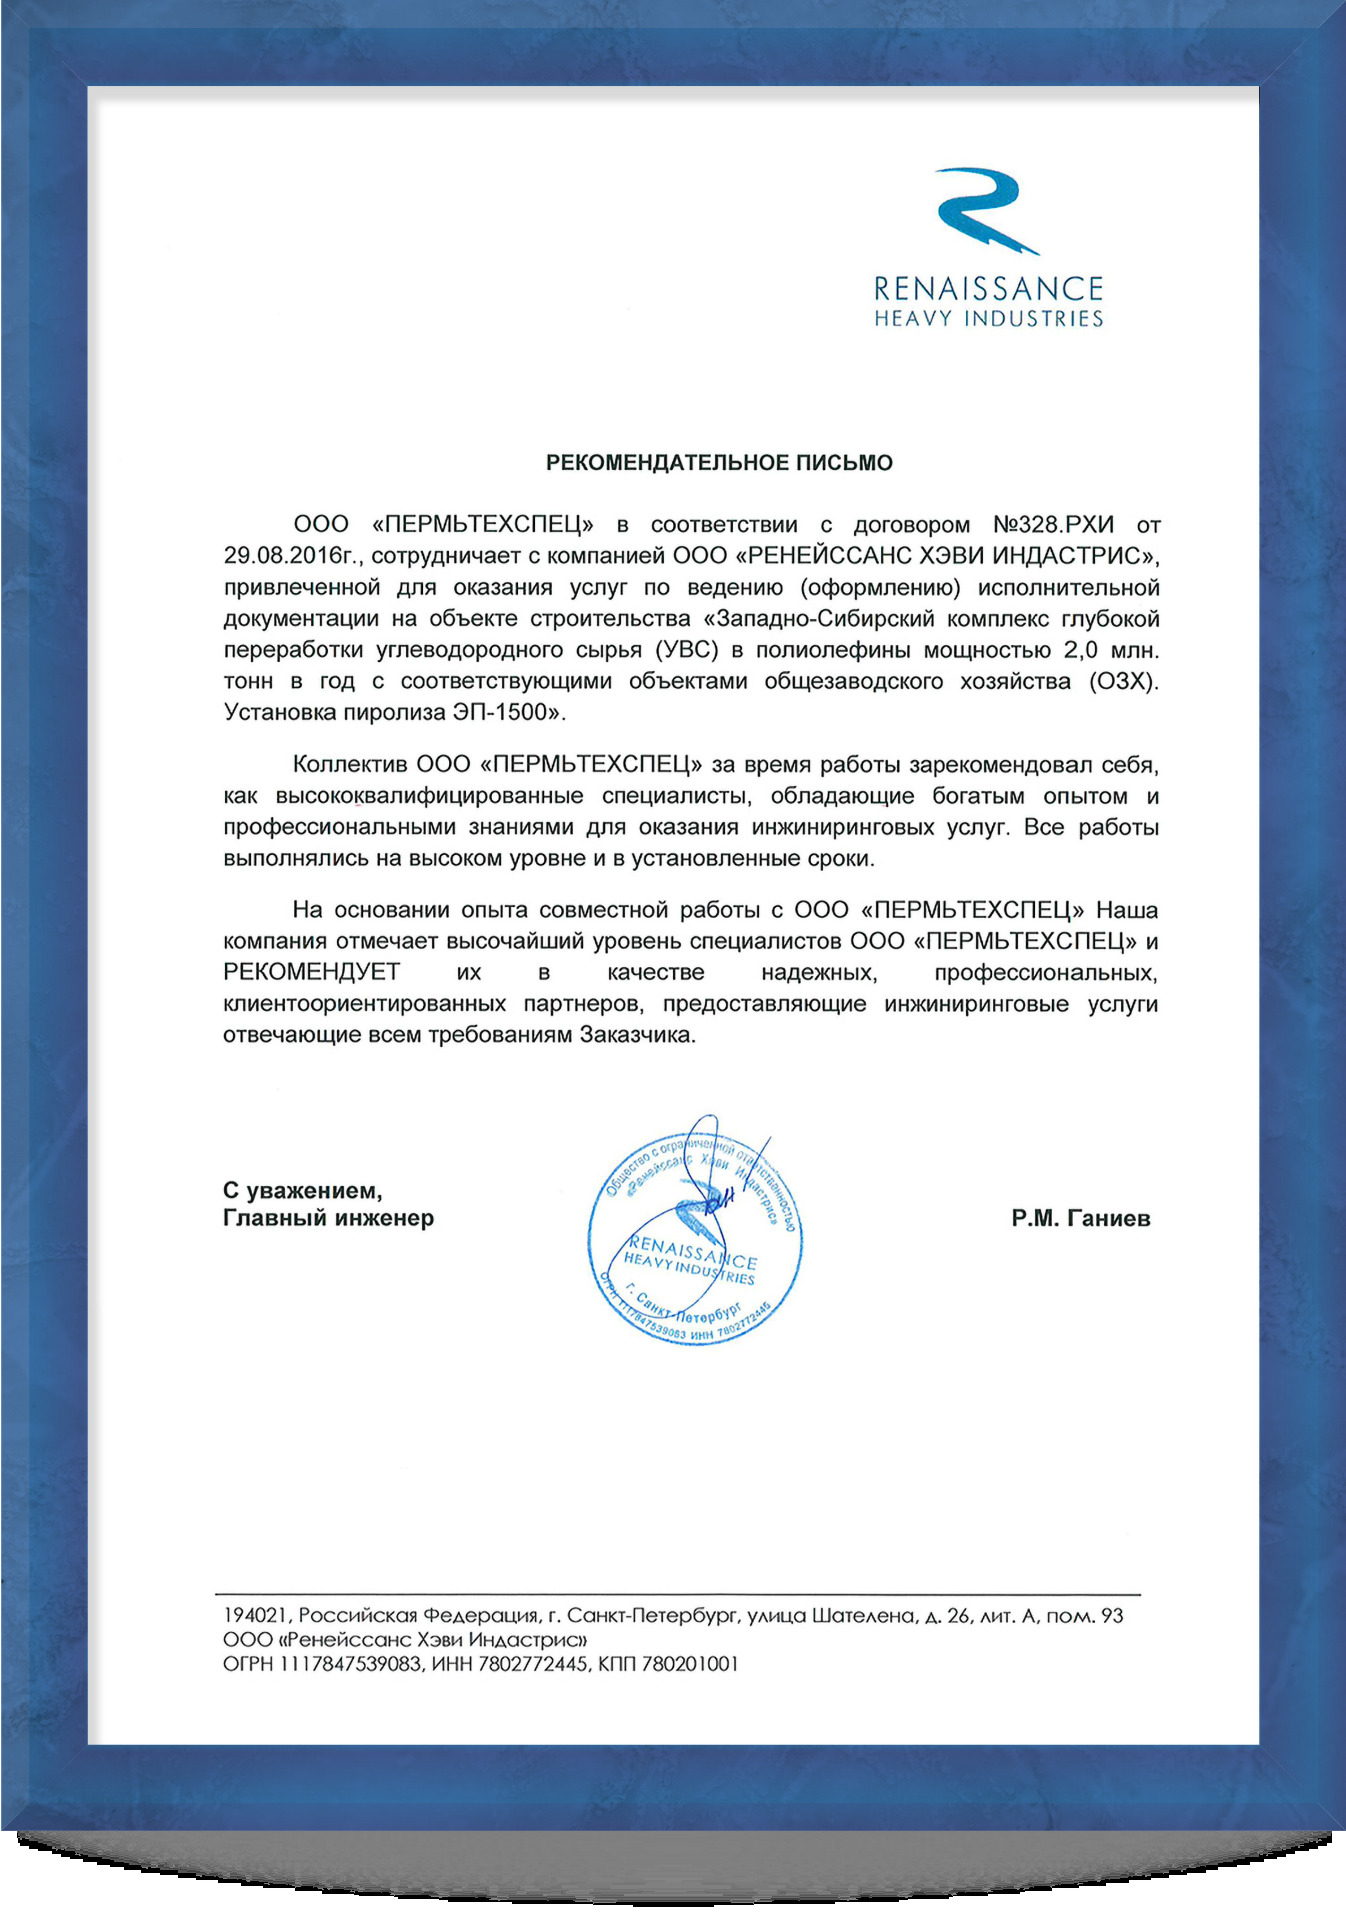 RENAISSANCE
HEAVY INDUSTRIES
РЕКОМЕНДАТЕЛЬНОЕ ПИСЬМО
ООО «ПЕРМЬТЕХСПЕЦ» в соответствии с договором №328.РХИ от
29.08.2016г., сотрудничает с компанией ООО «РЕНЕЙССАНС ХЭВИ ИНДАСТРИС»,
привлеченной для оказания услуг по ведению (оформлению) исполнительной
документации на объекте строительства «Западно-Сибирский комплекс глубокой
переработки углеводородного сырья (УВС) в полиолефины мощностью 2,0 млн.
тонн в год с соответствующими объектами общезаводского хозяйства (ОЗХ).
Установка пиролиза ЭП-1500».
Коллектив ООО «ПЕРМЬТЕХСПЕЦ» за время работы зарекомендовал себя,
как высококвалифицированные специалисты, обладающие богатым опытом и
профессиональными знаниями для оказания инжиниринговых услуг. Все работы
выполнялись на высоком уровне и в установленные сроки.
На основании опыта совместной работы с ООО «ПЕРМЬТЕХСПЕЦ» Наша
компания отмечает высочайший уровень специалистов ООО «ПЕРМЬТЕХСПЕЦ» и
РЕКОМЕНДУЕТ их в качестве надежных, профессиональных,
клиентоориентированных партнеров, предоставляющие инжиниринговые услуги
отвечающие всем требованиям Заказчика.
С уважением,
Главный инженер
Р.М. Ганиев
Общество с ограниченной ответственностью
«Ренейссанс Хэви Индастрис»
RENAISSANCE
HEAVY INDUSTRIES
г. Санкт-Петербург
ОГРН 1117847539083 ИНН 7802772445
194021, Российская Федерация, г. Санкт-Петербург, улица Шателена, д. 26, лит. А, пом. 93
ООО «Ренейссанс Хэви Индастрис»
ОГРН 1117847539083, ИНН 7802772445, КПП 780201001